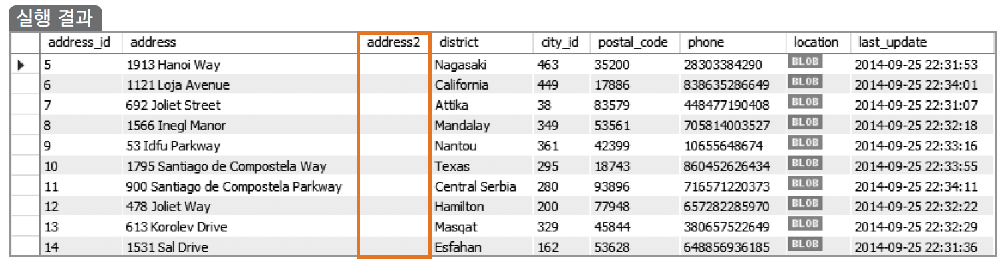 실행 결과
address_id address address2 district city_id postal_code phone location last_update
5 1913 Hanoi Way Nagasaki 463 35200 28303384290 BLOB 2014-09-25 22:31:53
6 1121 Loja Avenue California 449 17886 838635286649 BLOB 2014-09-25 22:34:01
7 692 Joliet Street Attika 38 83579 448477190408 BLOB 2014-09-25 22:31:07
8 1566 Inegl Manor Mandalay 349 53561 705814003527 BLOB 2014-09-25 22:32:18
9 53 Idfu Parkway Nantou 361 42399 10655648674 BLOB 2014-09-25 22:33:16
10 1795 Santiago de Compostela Way Texas 295 18743 860452626434 BLOB 2014-09-25 22:33:55
11 900 Santiago de Compostela Parkway Central Serbia 280 93896 716571220373 BLOB 2014-09-25 22:34:11
12 478 Joliet Way Hamilton 200 77948 657282285970 BLOB 2014-09-25 22:32:22
13 613 Korolev Drive Masqat 329 45844 380657522649 BLOB 2014-09-25 22:32:29
14 1531 Sal Drive Esfahan 162 53628 648856936185 BLOB 2014-09-25 22:31:36